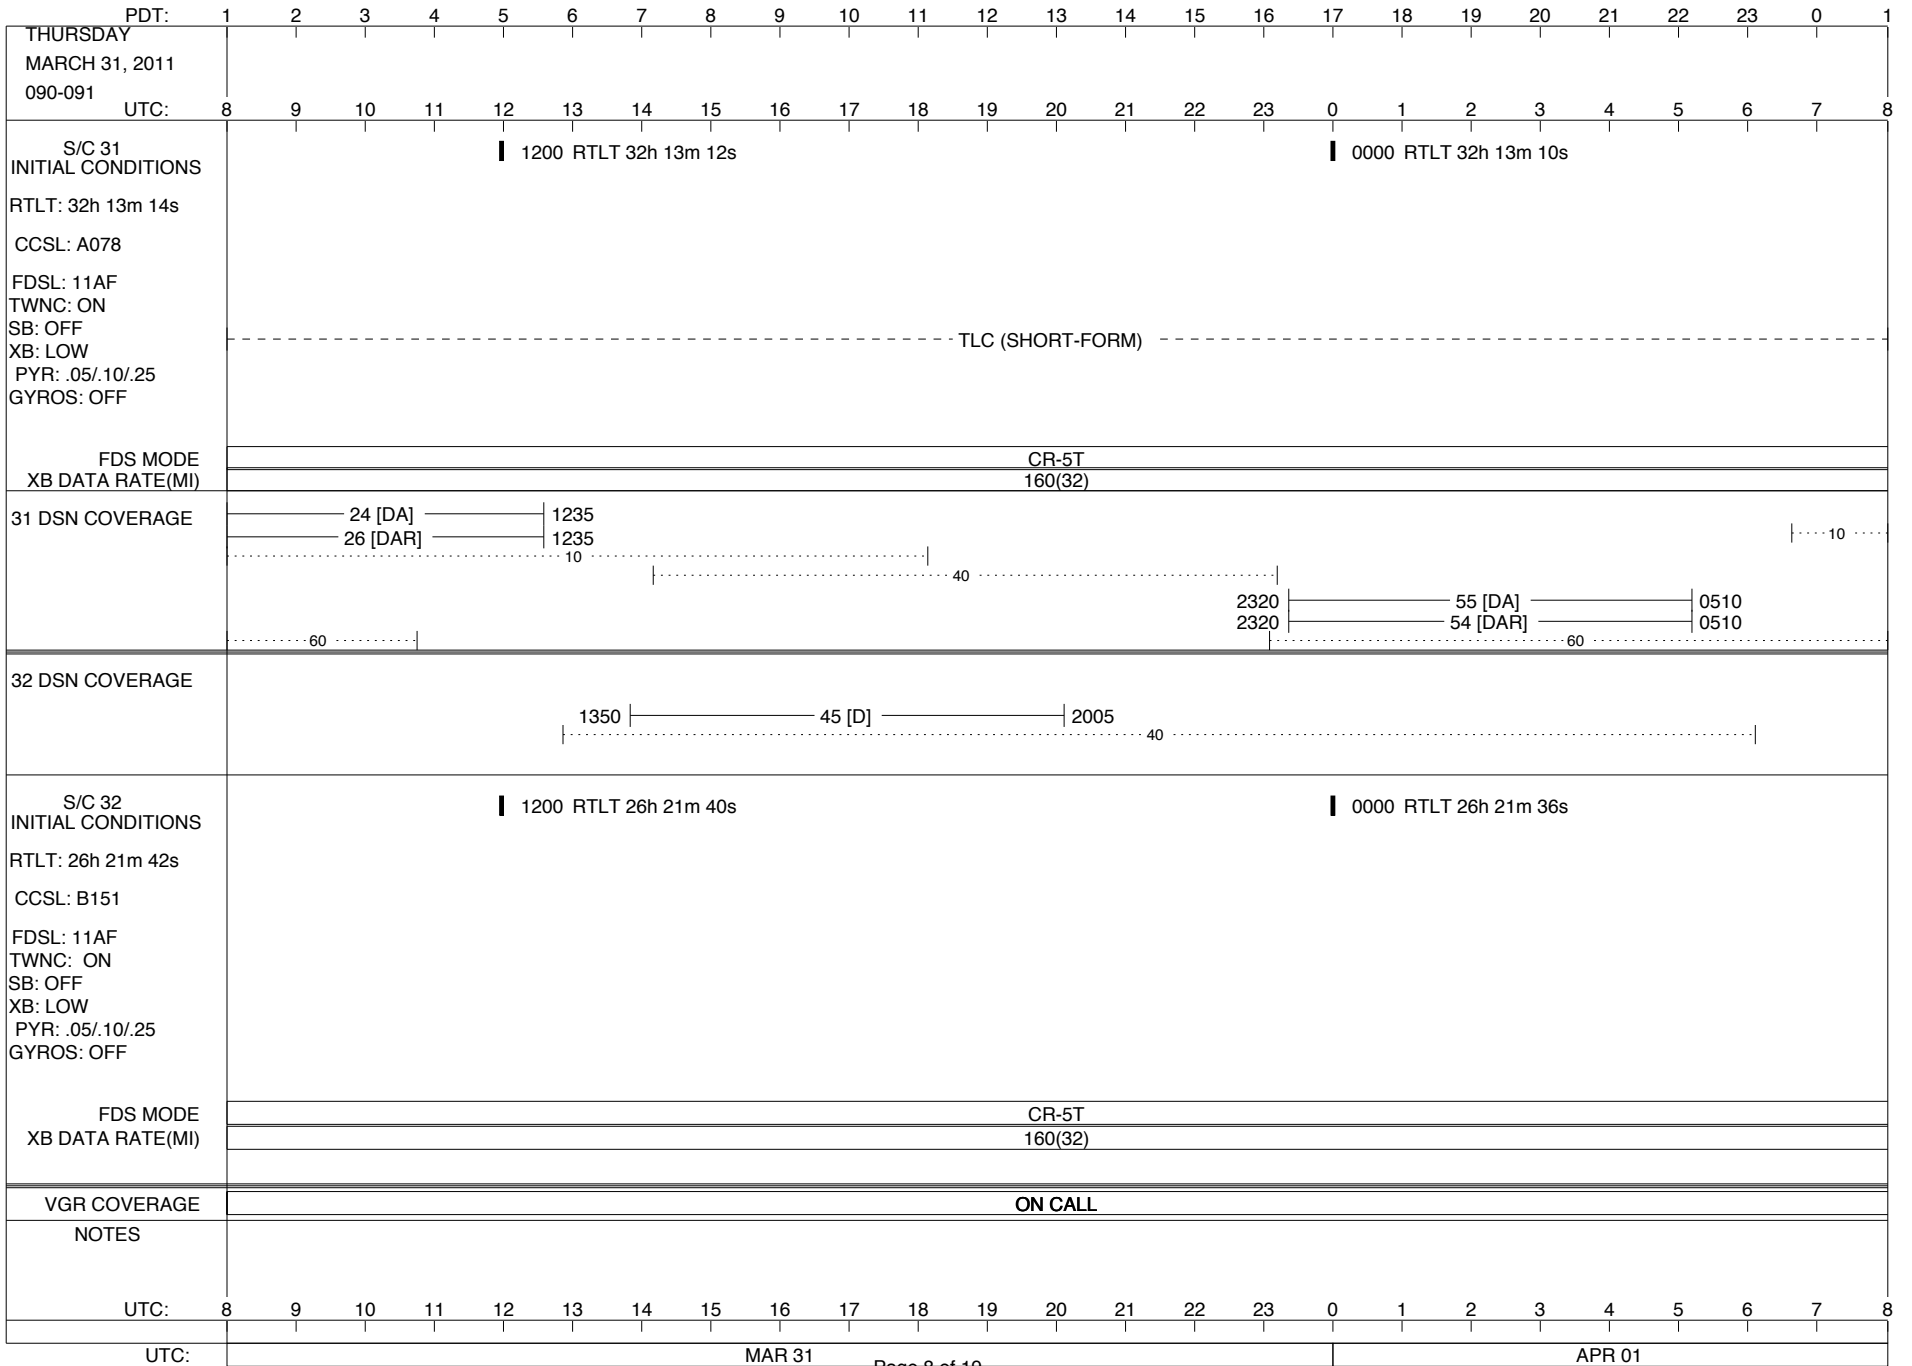 PDT: 1 2 3 4 5 6 7 8 9 10 11 12 13 14 15 16 17 18 19 20 21 22 23 0 1
THURSDAY
MARCH 31, 2011
090-091
UTC: 8 9 10 11 12 13 14 15 16 17 18 19 20 21 22 23 0 1 2 3 4 5 6 7 8
S/C 31
1200 RTLT 32h 13m 12s
0000 RTLT 32h 13m 10s
INITIAL CONDITIONS
RTLT: 32h 13m 14s
CCSL: A078
FDSL: 11AF
TWNC: ON
SB: OFF
TLC (SHORT-FORM)
XB: LOW
PYR: .05/.10/.25
GYROS: OFF
FDS MODE CR-5T
XB DATA RATE(MI) 160(32)
31 DSN COVERAGE
24 [DA] 1235
26 [DAR] 1235
10
10
40
2320 55 [DA] 0510
2320 54 [DAR] 0510
60 60
32 DSN COVERAGE
1350 45 [D] 2005
40
S/C 32
1200 RTLT 26h 21m 40s
0000 RTLT 26h 21m 36s
INITIAL CONDITIONS
RTLT: 26h 21m 42s
CCSL: B151
FDSL: 11AF
TWNC: ON
SB: OFF
XB: LOW
PYR: .05/.10/.25
GYROS: OFF
FDS MODE CR-5T
XB DATA RATE(MI) 160(32)
VGR COVERAGE ON CALL
NOTES
UTC: 8 9 10 11 12 13 14 15 16 17 18 19 20 21 22 23 0 1 2 3 4 5 6 7 8
UTC: MAR 31 APR 01
Page 8 of 19